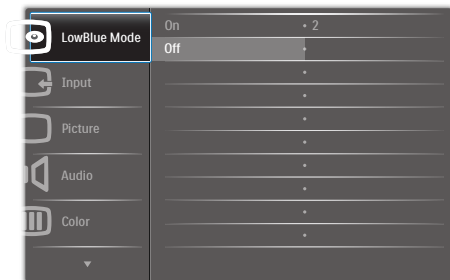 LowBlue Mode
On
• 2
Off
Input
Picture
Audio
Color